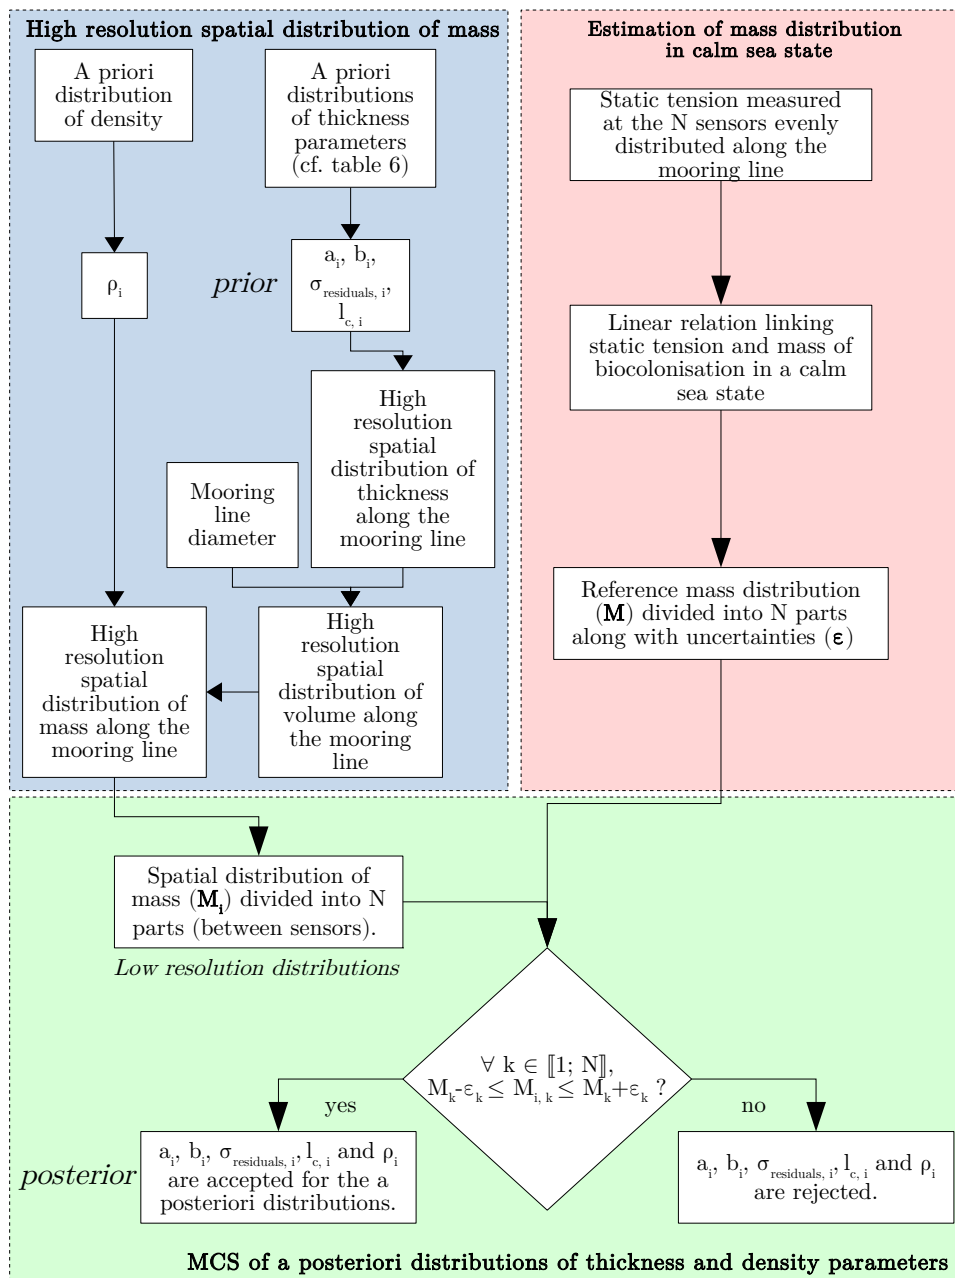 High resolution spatial distribution of mass
A priori
distribution
of density
A priori
distributions
of thickness
parameters
(cf. table 6)
ρi
prior
ai, bi,
σresiduals, i,
lc, i
High
resolution
spatial
distribution of
thickness
along the
mooring line
Mooring
line
diameter
High
resolution
spatial
distribution of
mass along the
mooring line
High
resolution
spatial
distribution of
volume along
the mooring
line
Estimation of mass distribution
in calm sea state
Static tension measured
at the N sensors evenly
distributed along the
mooring line
Linear relation linking
static tension and mass of
biocolonisation in a calm
sea state
Reference mass distribution
(M) divided into N parts
along with uncertainties (ε)
Spatial distribution of
mass (Mi) divided into N
parts (between sensors).
Low resolution distributions
∀ k ∈ ⟦1; N⟧,
Mk-εk ≤ Mi, k ≤ Mk+εk ?
yes
no
posterior
ai, bi, σresiduals, i, lc, i and ρi
are accepted for the a
posteriori distributions.
ai, bi, σresiduals, i, lc, i and ρi
are rejected.
MCS of a posteriori distributions of thickness and density parameters